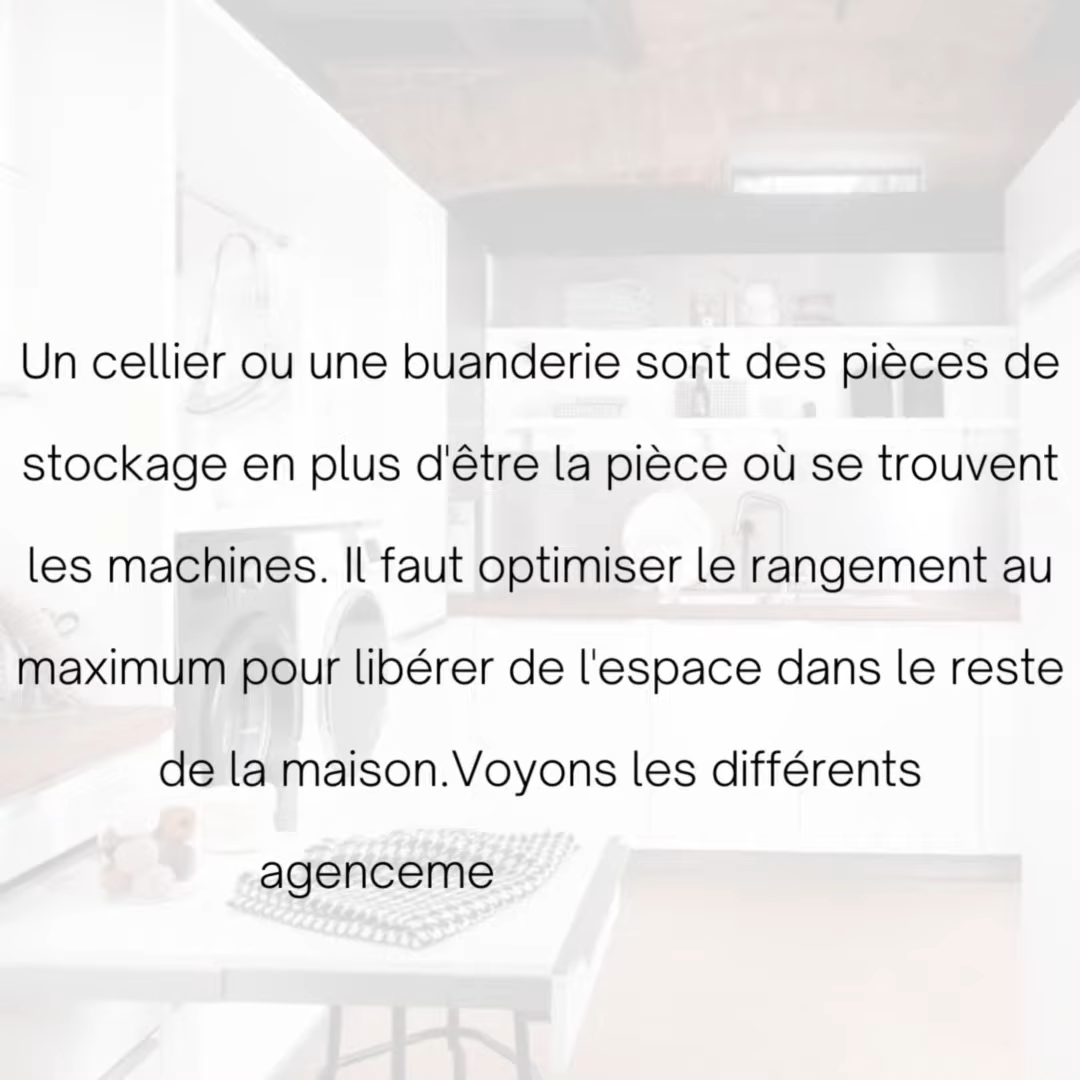 Un cellier ou une buanderie sont des pièces de
stockage en plus d'être la pièce où se trouvent
les machines. Il faut optimiser le rangement au
maximum pour libérer de l'espace dans le reste
de la maison.Voyons les différents
agenceme